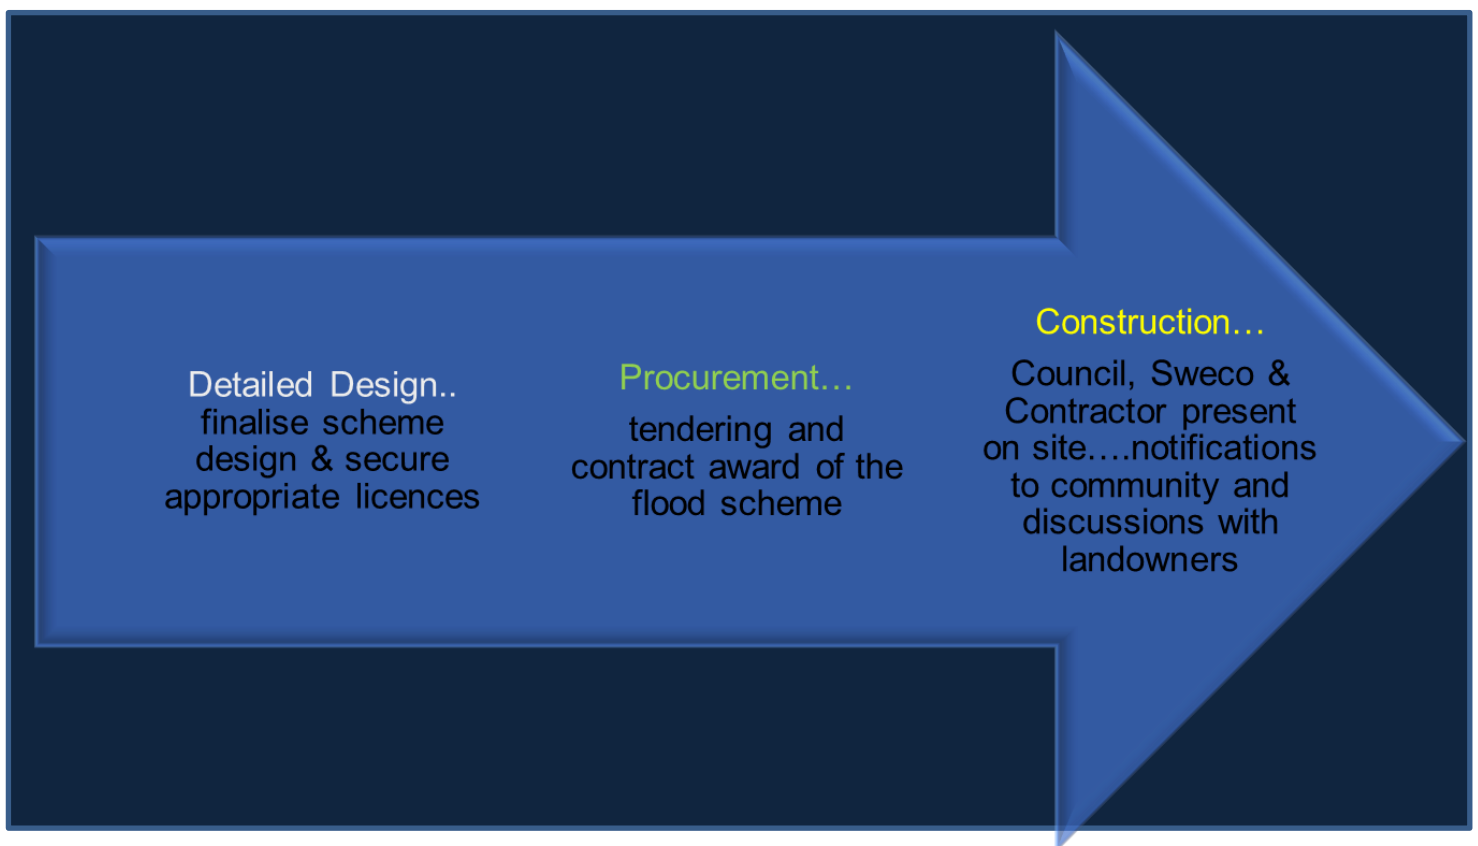 Detailed Design..
finalise scheme
design & secure
appropriate licences
Procurement…
tendering and
contract award of the
flood scheme
Construction…
Council, Sweco &
Contractor present
on site….notifications
to community and
discussions with
landowners